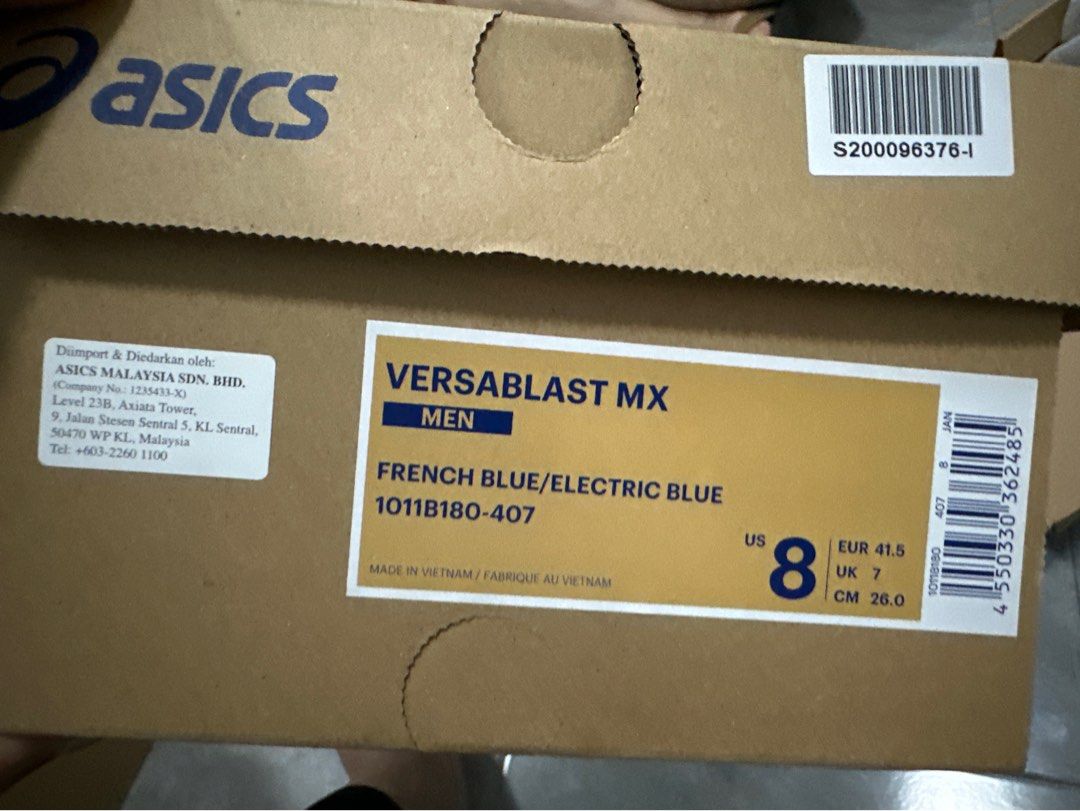 asics
S200096376-I
Diimport & Diedarkan oleh:
ASICS MALAYSIA SDN. BHD.
(Company No.: 1235433-X)
Level 23B, Axiata Tower,
9, Jalan Stesen Sentral 5, KL Sentral,
50470 WP KL, Malaysia
Tel: +603-2260 1100
VERSABLAST MX
MEN
FRENCH BLUE/ELECTRIC BLUE
1011B180-407
MADE IN VIETNAM / FABRIQUE AU VIETNAM
US 8
EUR 41.5
UK 7
CM 26.0
1011B180 407 8 JAN
4 550330 362485